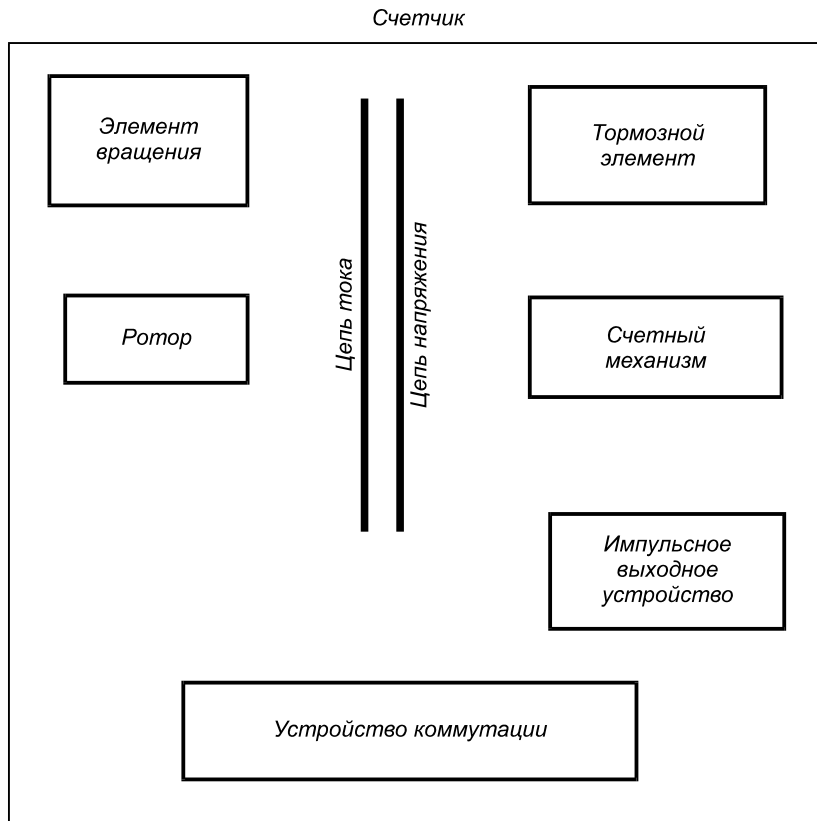 Счетчик
Элемент
вращения
Тормозной
элемент
Цепь тока
Цепь напряжения
Ротор
Счетный
механизм
Импульсное
выходное
устройство
Устройство коммутации